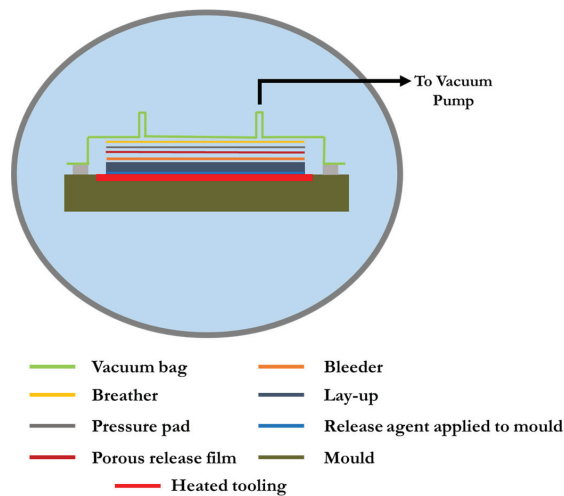 To Vacuum
Pump
Vacuum bag
Bleeder
Breather
Lay-up
Pressure pad
Release agent applied to mould
Porous release film
Mould
Heated tooling